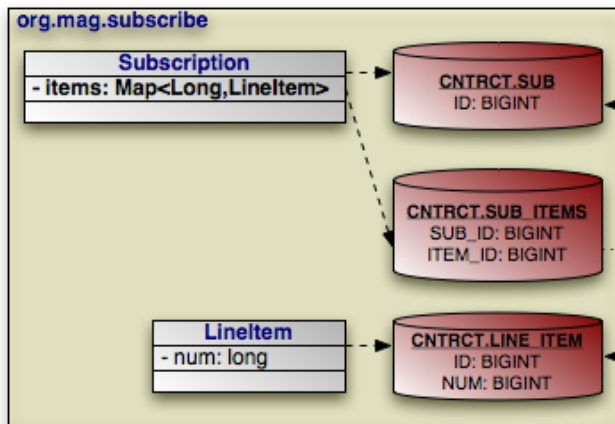 org.mag.subscribe
Subscription
- items: Map<Long,LineItem>
CNTRCT.SUB
ID: BIGINT
CNTRCT.SUB_ITEMS
SUB_ID: BIGINT
ITEM_ID: BIGINT
LineItem
- num: long
CNTRCT.LINE_ITEM
ID: BIGINT
NUM: BIGINT